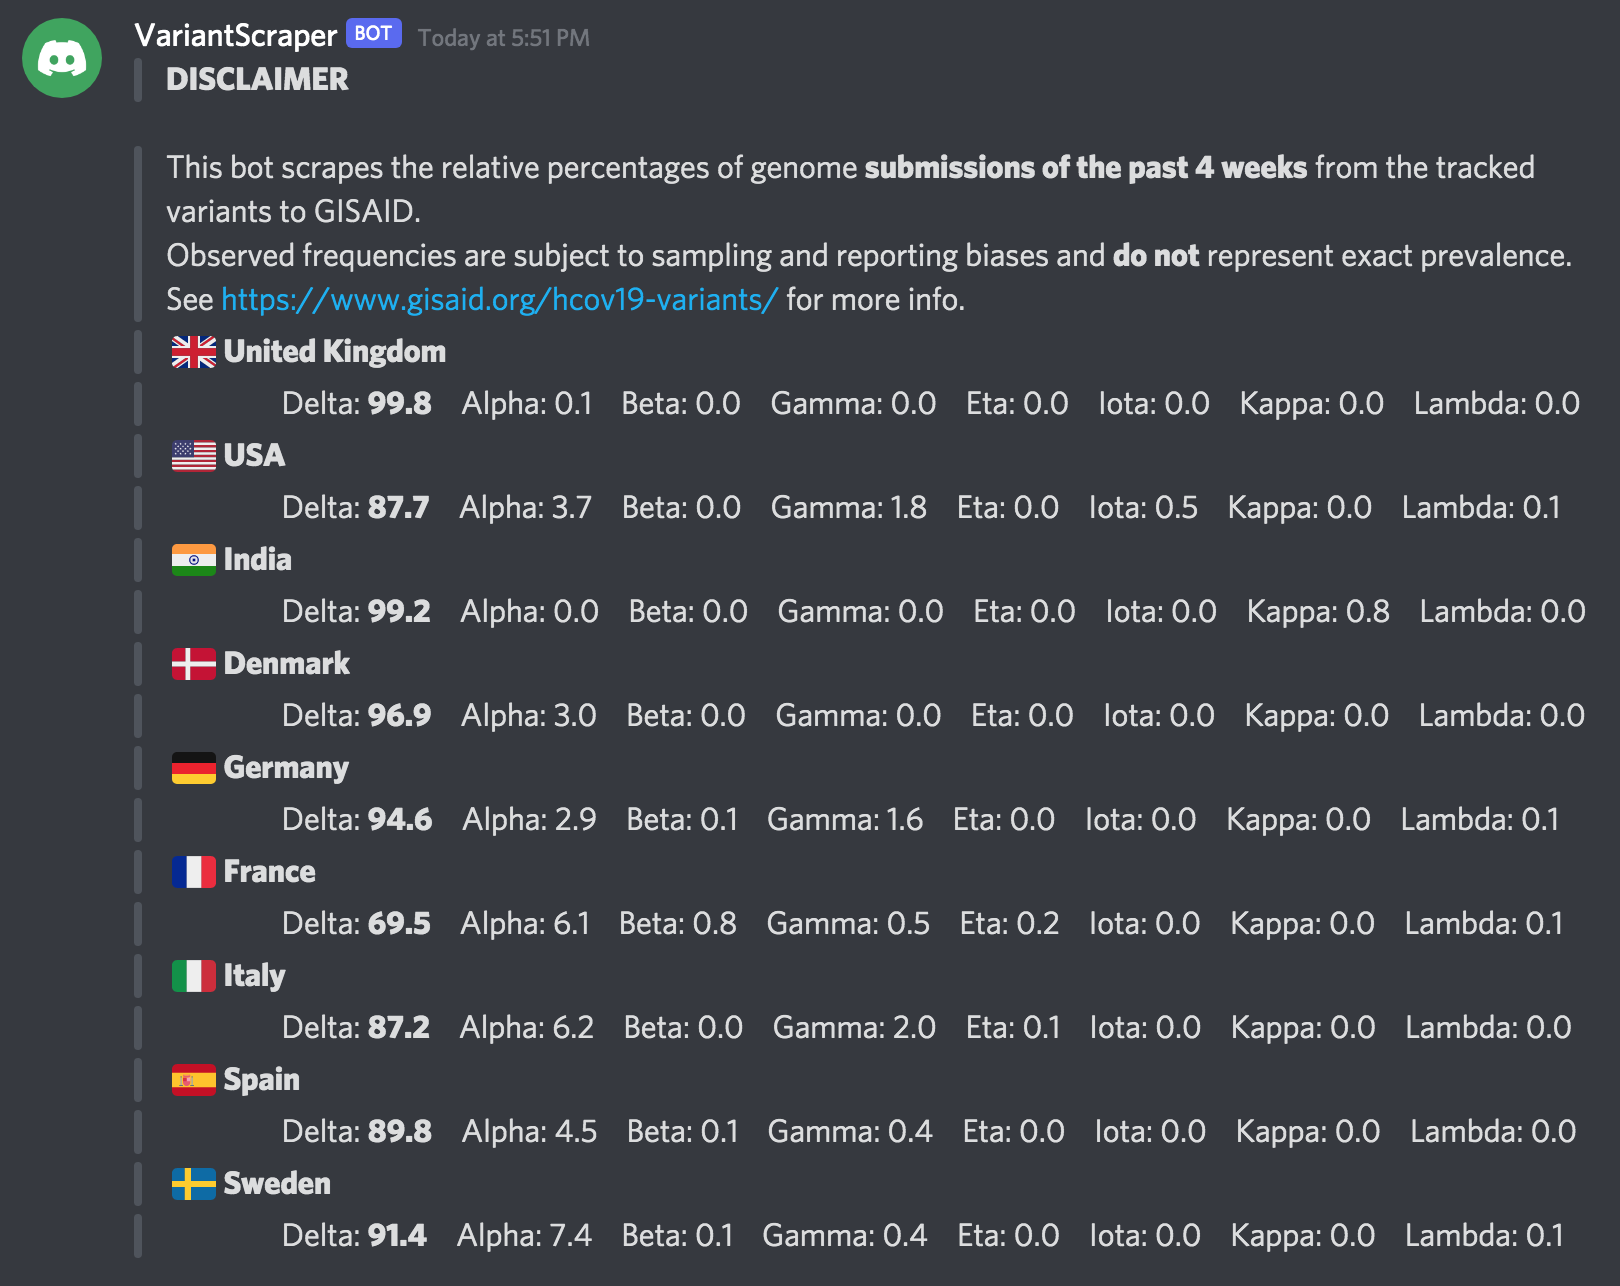 VariantScraper BOT Today at 5:51 PM
DISCLAIMER
This bot scrapes the relative percentages of genome submissions of the past 4 weeks from the tracked
variants to GISAID.
Observed frequencies are subject to sampling and reporting biases and do not represent exact prevalence.
See https://www.gisaid.org/hcov19-variants/ for more info.
United Kingdom
Delta: 99.8 Alpha: 0.1 Beta: 0.0 Gamma: 0.0 Eta: 0.0 Iota: 0.0 Kappa: 0.0 Lambda: 0.0
USA
Delta: 87.7 Alpha: 3.7 Beta: 0.0 Gamma: 1.8 Eta: 0.0 Iota: 0.5 Kappa: 0.0 Lambda: 0.1
India
Delta: 99.2 Alpha: 0.0 Beta: 0.0 Gamma: 0.0 Eta: 0.0 Iota: 0.0 Kappa: 0.8 Lambda: 0.0
Denmark
Delta: 96.9 Alpha: 3.0 Beta: 0.0 Gamma: 0.0 Eta: 0.0 Iota: 0.0 Kappa: 0.0 Lambda: 0.0
Germany
Delta: 94.6 Alpha: 2.9 Beta: 0.1 Gamma: 1.6 Eta: 0.0 Iota: 0.0 Kappa: 0.0 Lambda: 0.1
France
Delta: 69.5 Alpha: 6.1 Beta: 0.8 Gamma: 0.5 Eta: 0.2 Iota: 0.0 Kappa: 0.0 Lambda: 0.1
Italy
Delta: 87.2 Alpha: 6.2 Beta: 0.0 Gamma: 2.0 Eta: 0.1 Iota: 0.0 Kappa: 0.0 Lambda: 0.0
Spain
Delta: 89.8 Alpha: 4.5 Beta: 0.1 Gamma: 0.4 Eta: 0.0 Iota: 0.0 Kappa: 0.0 Lambda: 0.0
Sweden
Delta: 91.4 Alpha: 7.4 Beta: 0.1 Gamma: 0.4 Eta: 0.0 Iota: 0.0 Kappa: 0.0 Lambda: 0.1